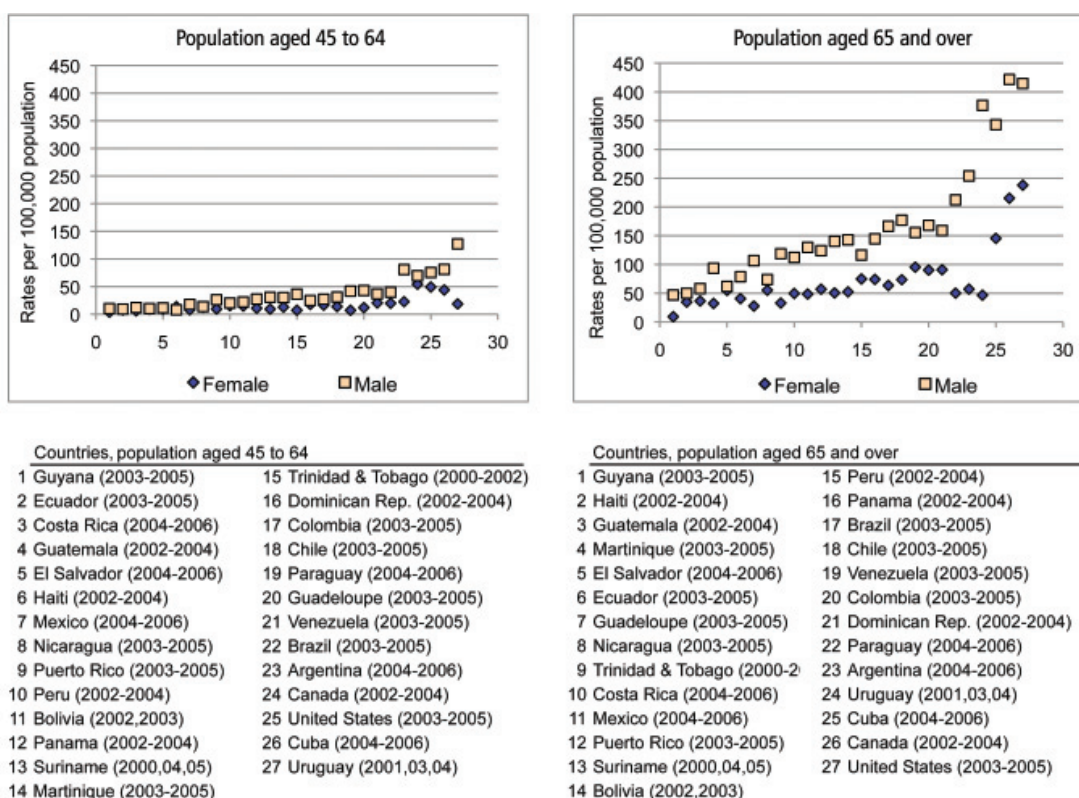 Population aged 45 to 64
450
400
350
300
250
200
150
100
50
0
Rates per 100,000 population
0 5 10 15 20 25 30
Female Male
Population aged 65 and over
450
400
350
300
250
200
150
100
50
0
Rates per 100,000 population
0 5 10 15 20 25 30
Female Male
Countries, population aged 45 to 64
1 Guyana (2003-2005)
2 Ecuador (2003-2005)
3 Costa Rica (2004-2006)
4 Guatemala (2002-2004)
5 El Salvador (2004-2006)
6 Haiti (2002-2004)
7 Mexico (2004-2006)
8 Nicaragua (2003-2005)
9 Puerto Rico (2003-2005)
10 Peru (2002-2004)
11 Bolivia (2002,2003)
12 Panama (2002-2004)
13 Suriname (2000,04,05)
14 Martinique (2003-2005)
15 Trinidad & Tobago (2000-2002)
16 Dominican Rep. (2002-2004)
17 Colombia (2003-2005)
18 Chile (2003-2005)
19 Paraguay (2004-2006)
20 Guadeloupe (2003-2005)
21 Venezuela (2003-2005)
22 Brazil (2003-2005)
23 Argentina (2004-2006)
24 Canada (2002-2004)
25 United States (2003-2005)
26 Cuba (2004-2006)
27 Uruguay (2001,03,04)
Countries, population aged 65 and over
1 Guyana (2003-2005)
2 Haiti (2002-2004)
3 Guatemala (2002-2004)
4 Martinique (2003-2005)
5 El Salvador (2004-2006)
6 Ecuador (2003-2005)
7 Guadeloupe (2003-2005)
8 Nicaragua (2003-2005)
9 Trinidad & Tobago (2000-2
10 Costa Rica (2004-2006)
11 Mexico (2004-2006)
12 Puerto Rico (2003-2005)
13 Suriname (2000,04,05)
14 Bolivia (2002,2003)
15 Peru (2002-2004)
16 Panama (2002-2004)
17 Brazil (2003-2005)
18 Chile (2003-2005)
19 Venezuela (2003-2005)
20 Colombia (2003-2005)
21 Dominican Rep. (2002-2004)
22 Paraguay (2004-2006)
23 Argentina (2004-2006)
24 Uruguay (2001,03,04)
25 Cuba (2004-2006)
26 Canada (2002-2004)
27 United States (2003-2005)